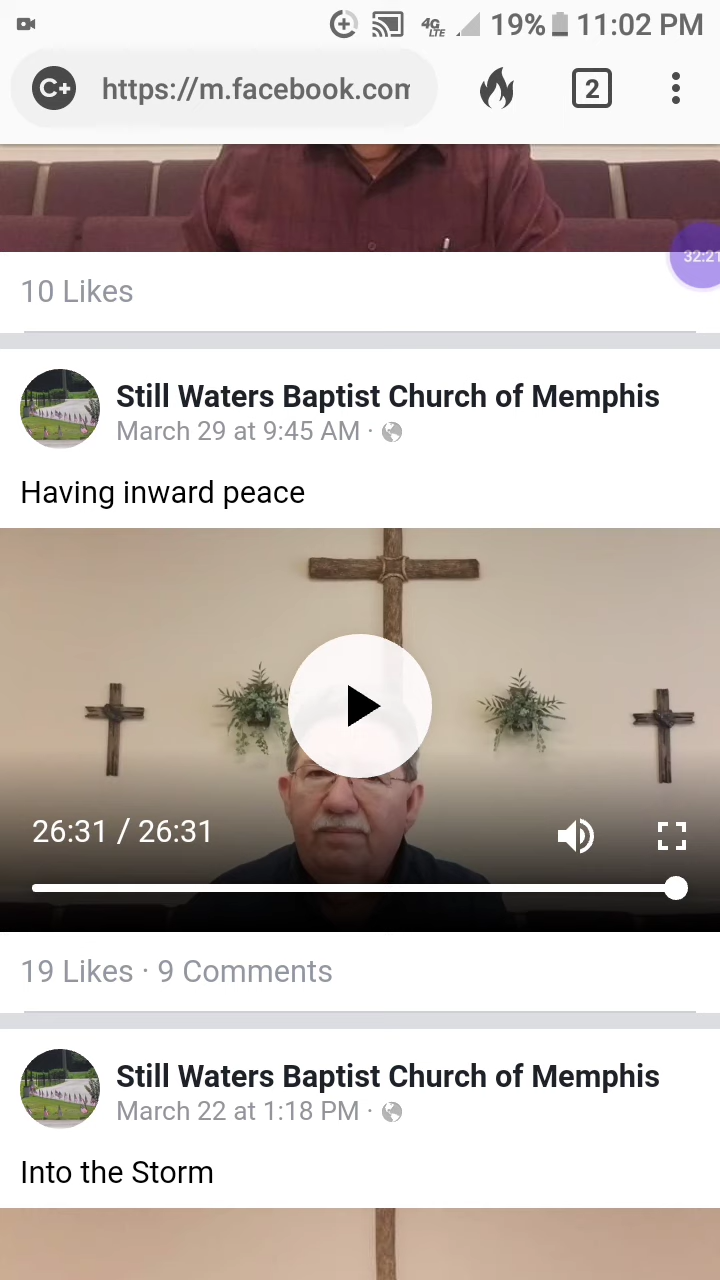 4G LTE 19% 11:02 PM
C+ https://m.facebook.com 2
32:21
10 Likes
Still Waters Baptist Church of Memphis
March 29 at 9:45 AM ·
Having inward peace
26:31 / 26:31
19 Likes · 9 Comments
Still Waters Baptist Church of Memphis
March 22 at 1:18 PM ·
Into the Storm